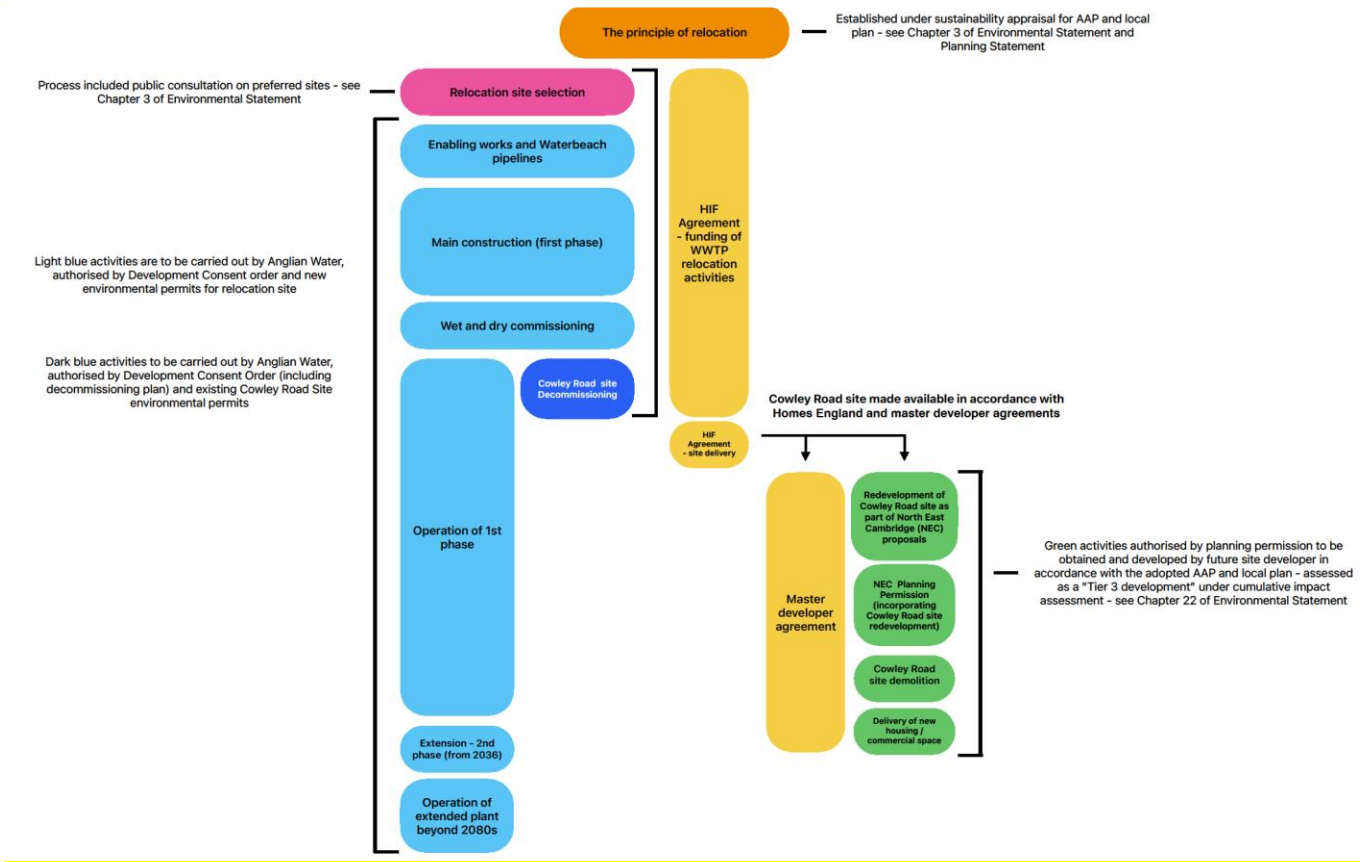 The principle of relocation
Established under sustainability appraisal for AAP and local
plan - see Chapter 3 of Environmental Statement and
Planning Statement
Process included public consultation on preferred sites - see
Chapter 3 of Environmental Statement
Relocation site selection
Enabling works and Waterbeach
pipelines
Main construction (first phase)
Light blue activities are to be carried out by Anglian Water,
authorised by Development Consent order and new
environmental permits for relocation site
Wet and dry commissioning
Dark blue activities to be carried out by Anglian Water,
authorised by Development Consent Order (including
decommissioning plan) and existing Cowley Road Site
environmental permits
Cowley Road site
Decommissioning
Operation of 1st
phase
Extension - 2nd
phase (from 2036)
Operation of
extended plant
beyond 2080s
HIF
Agreement
- funding of
WWTP
relocation
activities
HIF
Agreement
- site delivery
Cowley Road site made available in accordance with
Homes England and master developer agreements
Master
developer
agreement
Redevelopment of
Cowley Road site as
part of North East
Cambridge (NEC)
proposals
NEC Planning
Permission
(incorporating
Cowley Road site
redevelopment)
Cowley Road
site demolition
Delivery of new
housing /
commercial space
Green activities authorised by planning permission to be
obtained and developed by future site developer in
accordance with the adopted AAP and local plan - assessed
as a "Tier 3 development" under cumulative impact
assessment - see Chapter 22 of Environmental Statement